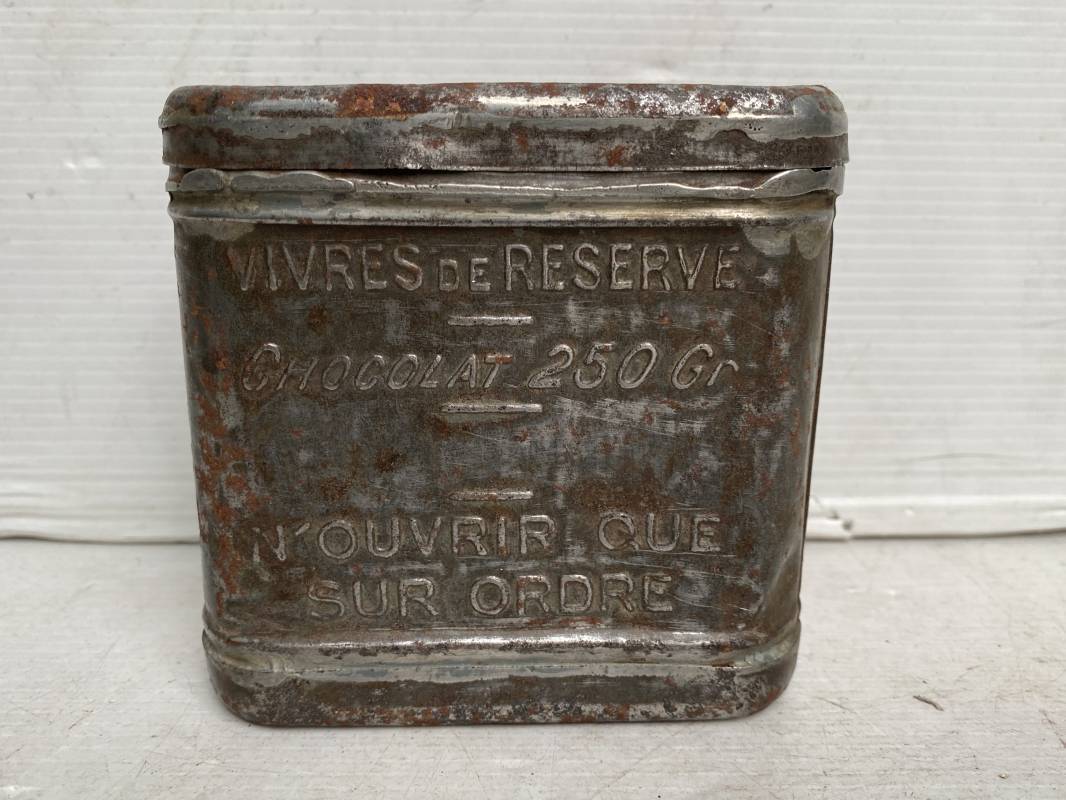 VIVRES DE RESERVE
CHOCOLAT 250 Gr
N'OUVRIR QUE
SUR ORDRE